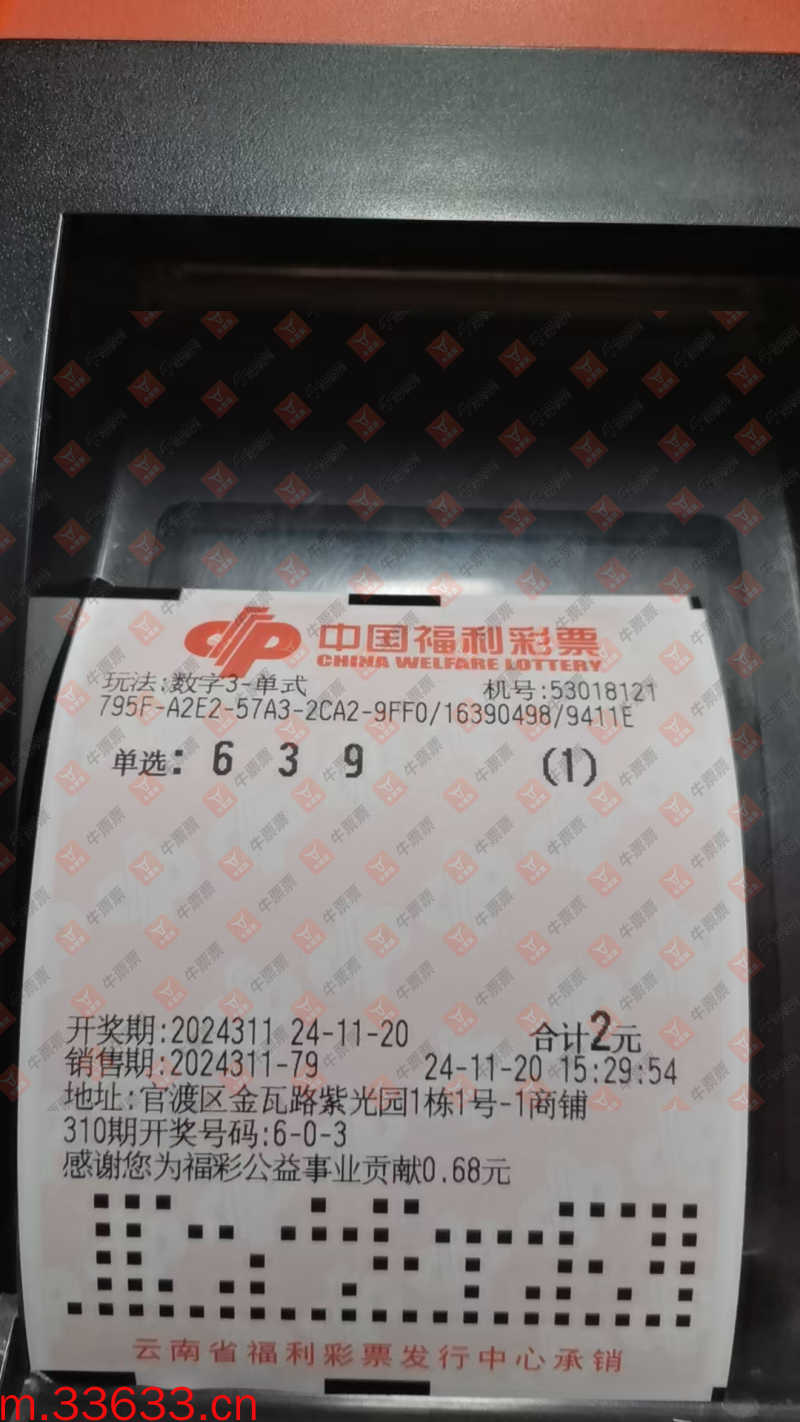 中国福利彩票
CHINA WELFARE LOTTERY
玩法:数字3-单式 机号:53018121
795F-A2E2-57A3-2CA2-9FF0/16390498/9411E
单选: 6 3 9 (1)
开奖期:2024311 24-11-20 合计2元
销售期:2024311-79 24-11-20 15:29:54
地址:官渡区金瓦路紫光园1栋1号-1商铺
310期开奖号码:6-0-3
感谢您为福彩公益事业贡献0.68元
云南省福利彩票发行中心承销
m.33633.cn
牛票票